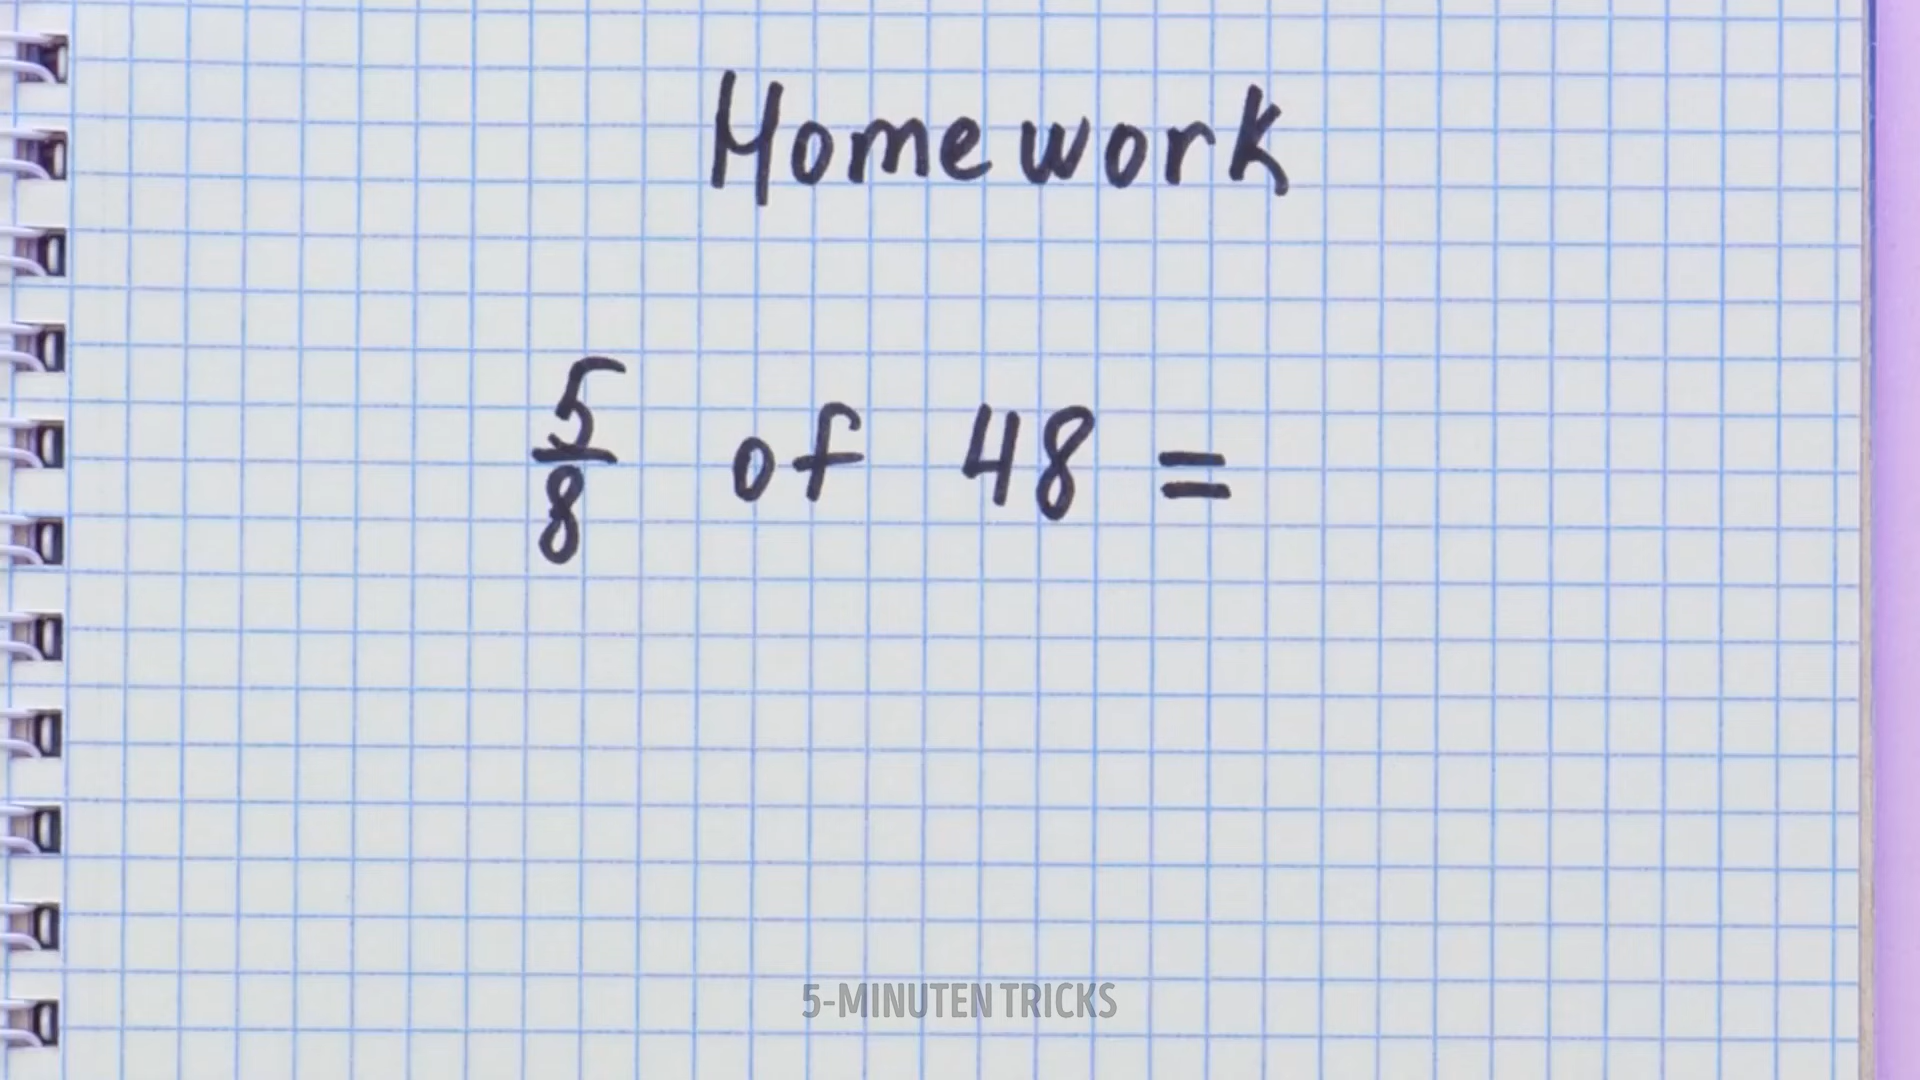 Homework
5/8 of 48 =
5-MINUTEN TRICKS